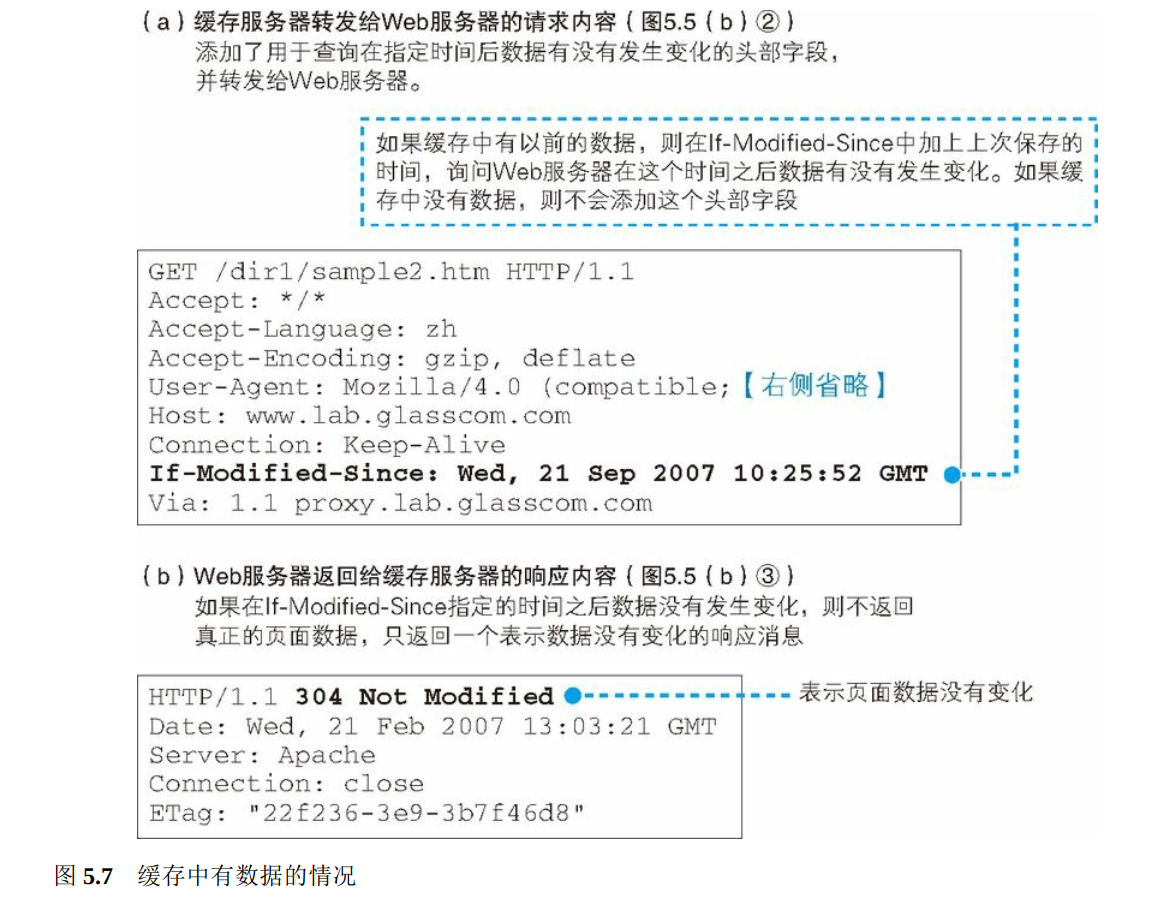 (a) 缓存服务器转发给Web服务器的请求内容(图5.5(b)②)
添加了用于查询在指定时间后数据有没有发生变化的头部字段,
并转发给Web服务器。
如果缓存中有以前的数据,则在If-Modified-Since中加上上次保存的
时间,询问Web服务器在这个时间之后数据有没有发生变化。如果缓
存中没有数据,则不会添加这个头部字段
GET /dir1/sample2.htm HTTP/1.1
Accept: */*
Accept-Language: zh
Accept-Encoding: gzip, deflate
User-Agent: Mozilla/4.0 (compatible;【右侧省略】
Host: www.lab.glasscom.com
Connection: Keep-Alive
If-Modified-Since: Wed, 21 Sep 2007 10:25:52 GMT
Via: 1.1 proxy.lab.glasscom.com
(b) Web服务器返回给缓存服务器的响应内容(图5.5(b)③)
如果在If-Modified-Since指定的时间之后数据没有发生变化,则不返回
真正的页面数据,只返回一个表示数据没有变化的响应消息
HTTP/1.1 304 Not Modified
表示页面数据没有变化
Date: Wed, 21 Feb 2007 13:03:21 GMT
Server: Apache
Connection: close
ETag: "22f236-3e9-3b7f46d8"
图 5.7 缓存中有数据的情况